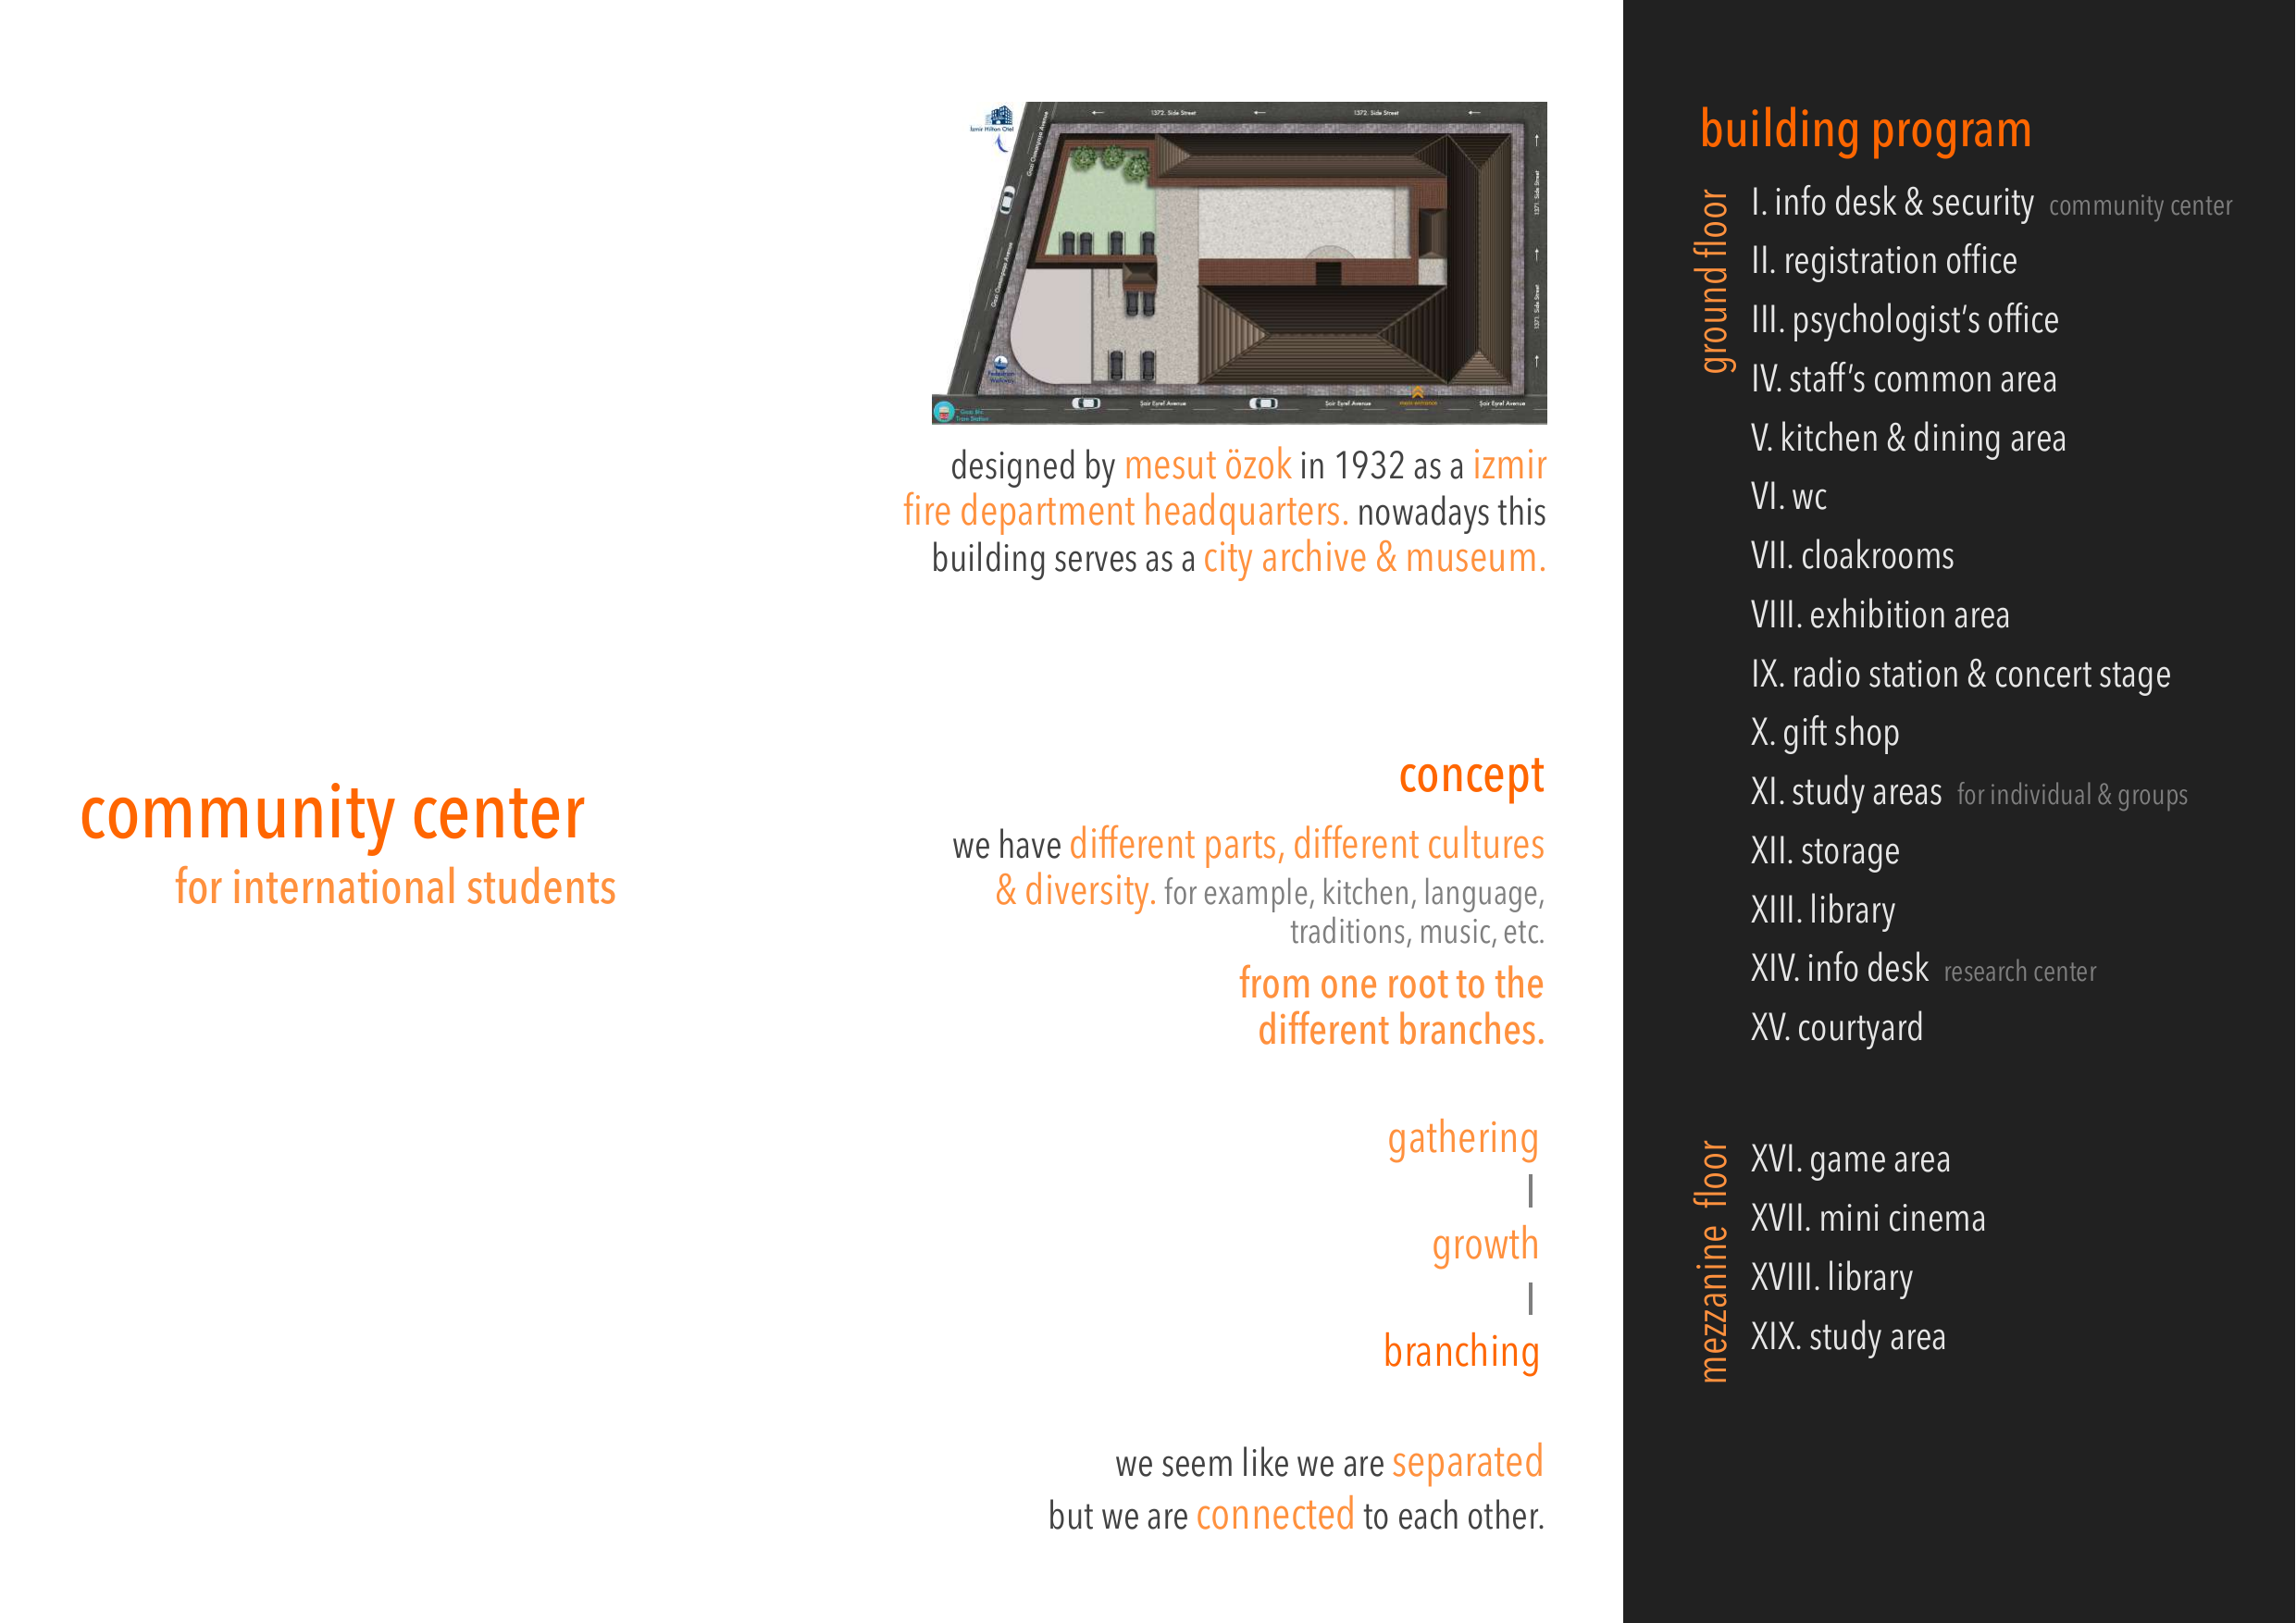 community center
for international students
Izmir Hilton Otel
1372. Side Street
1372. Side Street
Gazi Osmanpaşa Avenue
Gazi Osmanpaşa Avenue
1371. Side Street
1371. Side Street
Pedestrian
Walkway
Şair Eşref Avenue
Şair Eşref Avenue
main entrance
Şair Eşref Avenue
Train Station
designed by mesut özok in 1932 as a izmir
fire department headquarters. nowadays this
building serves as a city archive & museum.
concept
we have different parts, different cultures
& diversity. for example, kitchen, language,
traditions, music, etc.
from one root to the
different branches.
gathering
growth
branching
we seem like we are separated
but we are connected to each other.
building program
ground floor
I. info desk & security community center
II. registration office
III. psychologist's office
IV. staff's common area
V. kitchen & dining area
VI. wc
VII. cloakrooms
VIII. exhibition area
IX. radio station & concert stage
X. gift shop
XI. study areas for individual & groups
XII. storage
XIII. library
XIV. info desk research center
XV. courtyard
mezzanine floor
XVI. game area
XVII. mini cinema
XVIII. library
XIX. study area